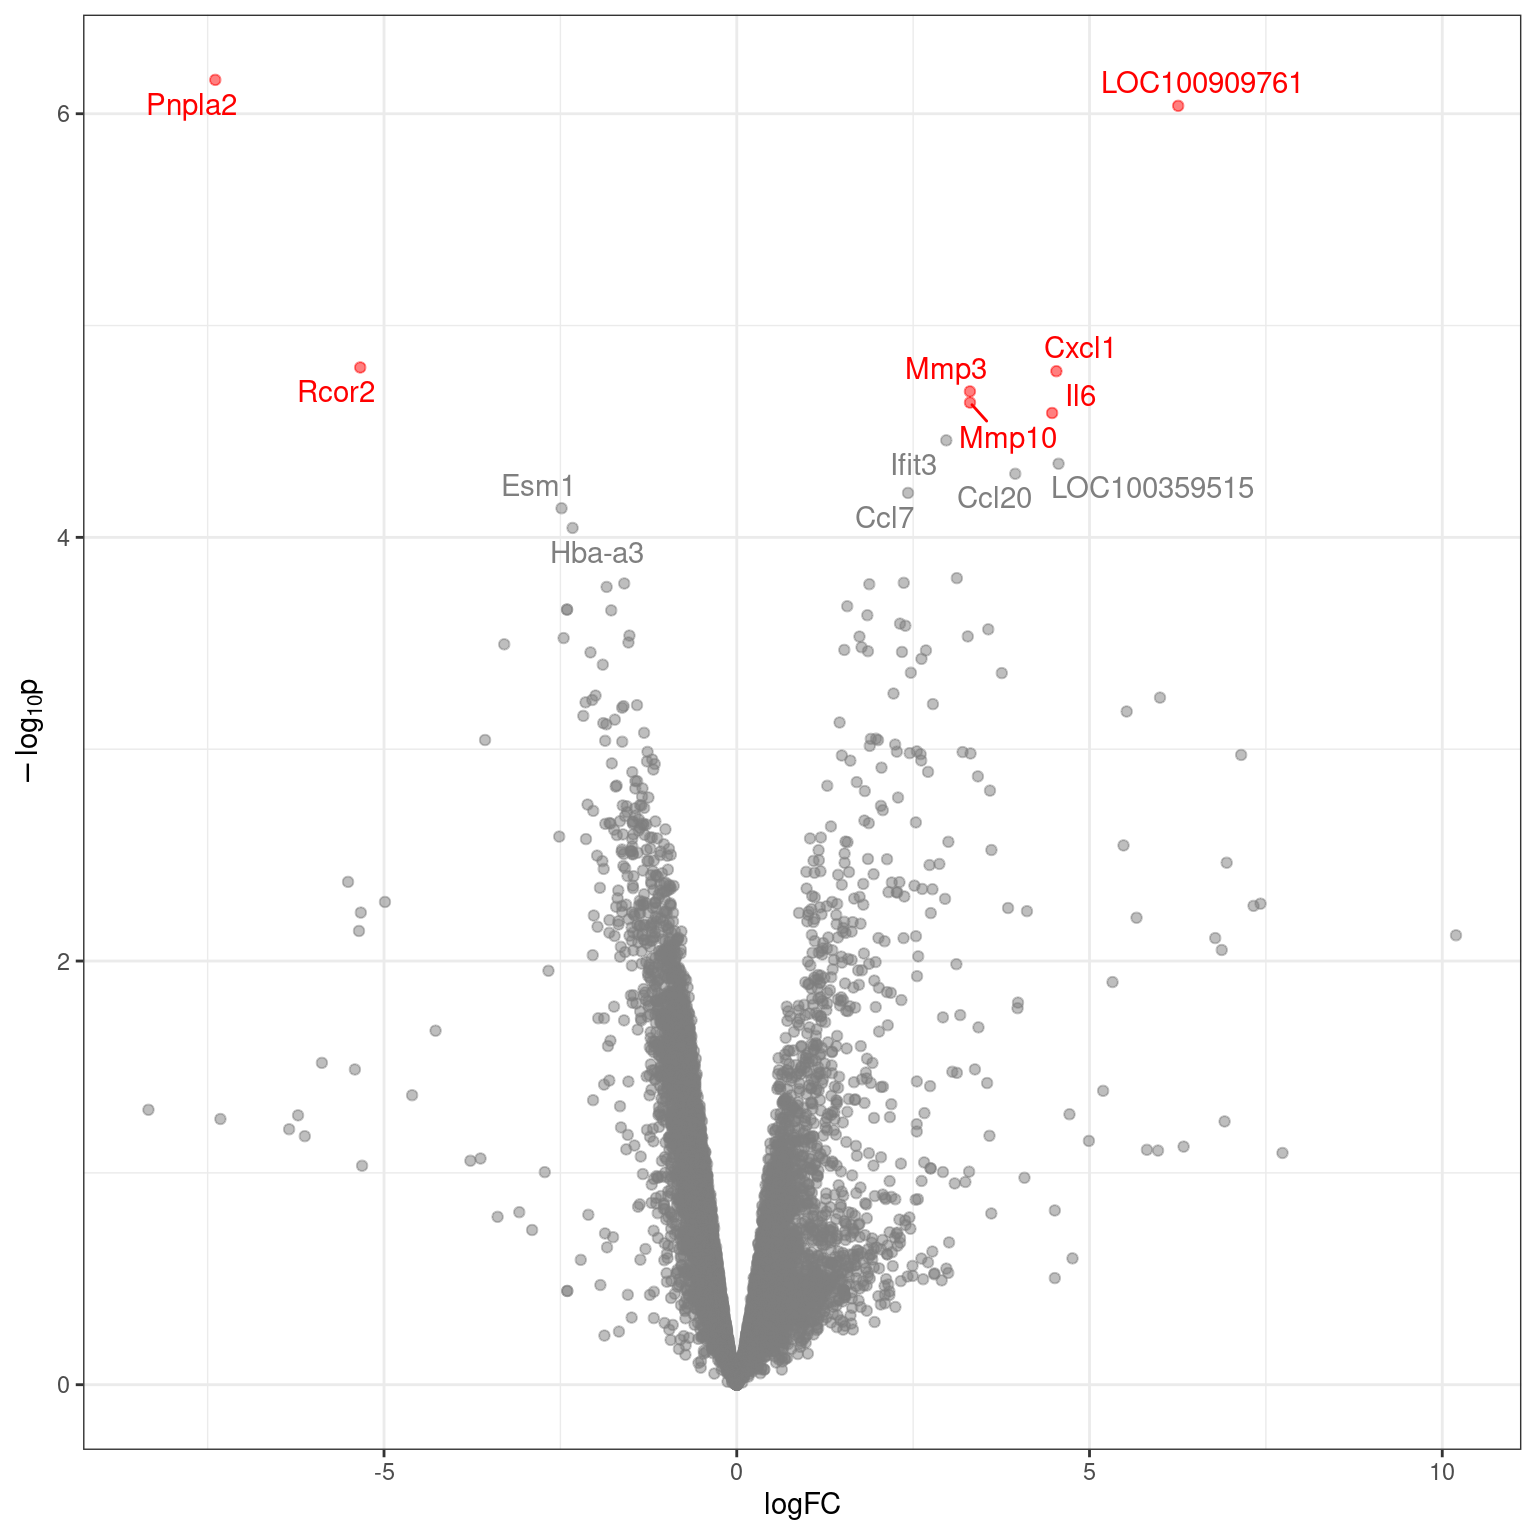 LOC100909761
Pnpla2
6
Cxcl1
Mmp3
Rcor2
Il6
Mmp10
Ifit3
Esm1
LOC100359515
Ccl20
Ccl7
4
Hba-a3
− log₁₀p
2
0
-5 0 5 10
logFC